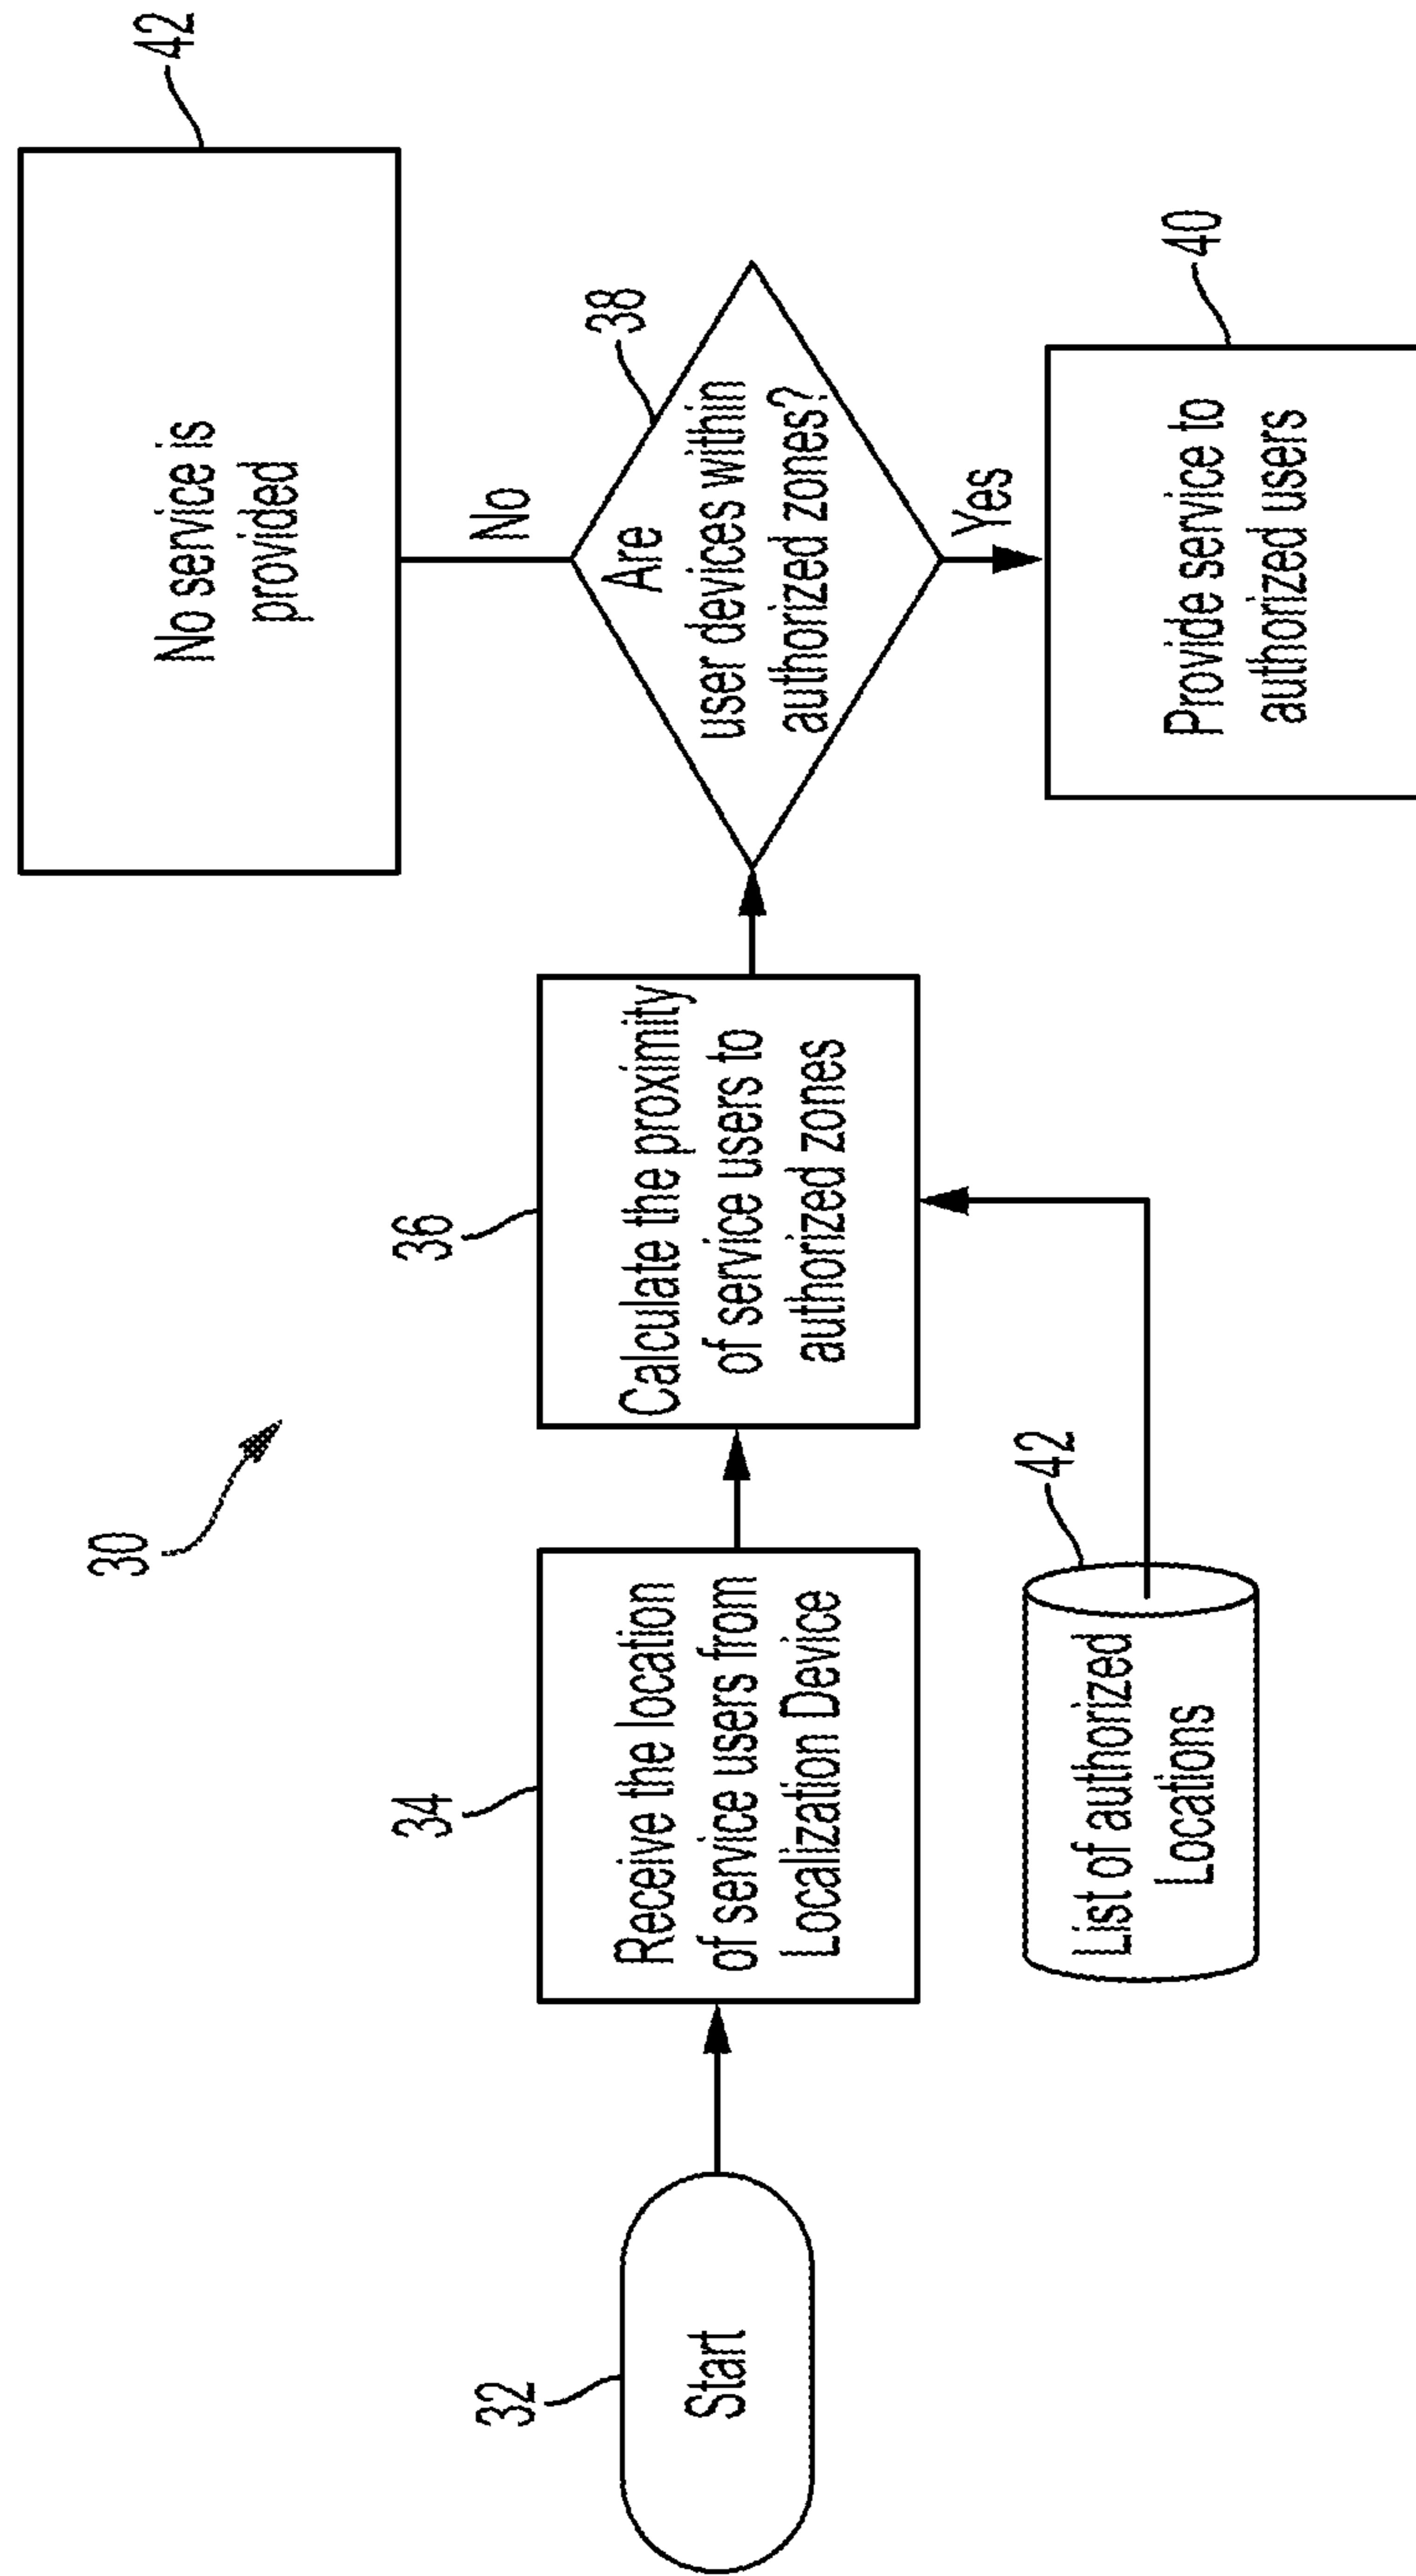 30
32
Start
34
Receive the location
of service users from
Localization Device
36
Calculate the proximity
of service users to
authorized zones
42
List of authorized
Locations
38
Are
user devices within
authorized zones?
No
42
No service is
provided
Yes
40
Provide service to
authorized users